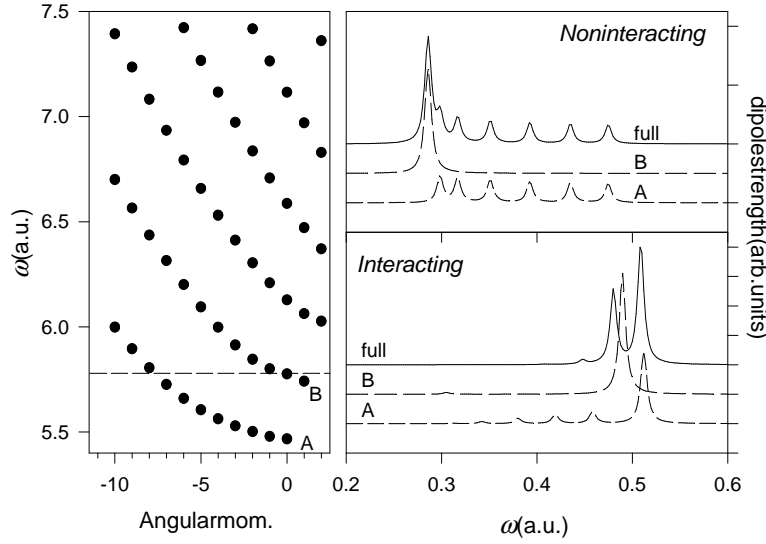 7.5
7.0
6.5
6.0
5.5
ω(a.u.)
-10
-5
0
Angularmom.
A
B
Noninteracting
full
B
A
Interacting
full
B
A
0.2
0.3
0.4
0.5
0.6
ω(a.u.)
dipolestrength(arb.units)